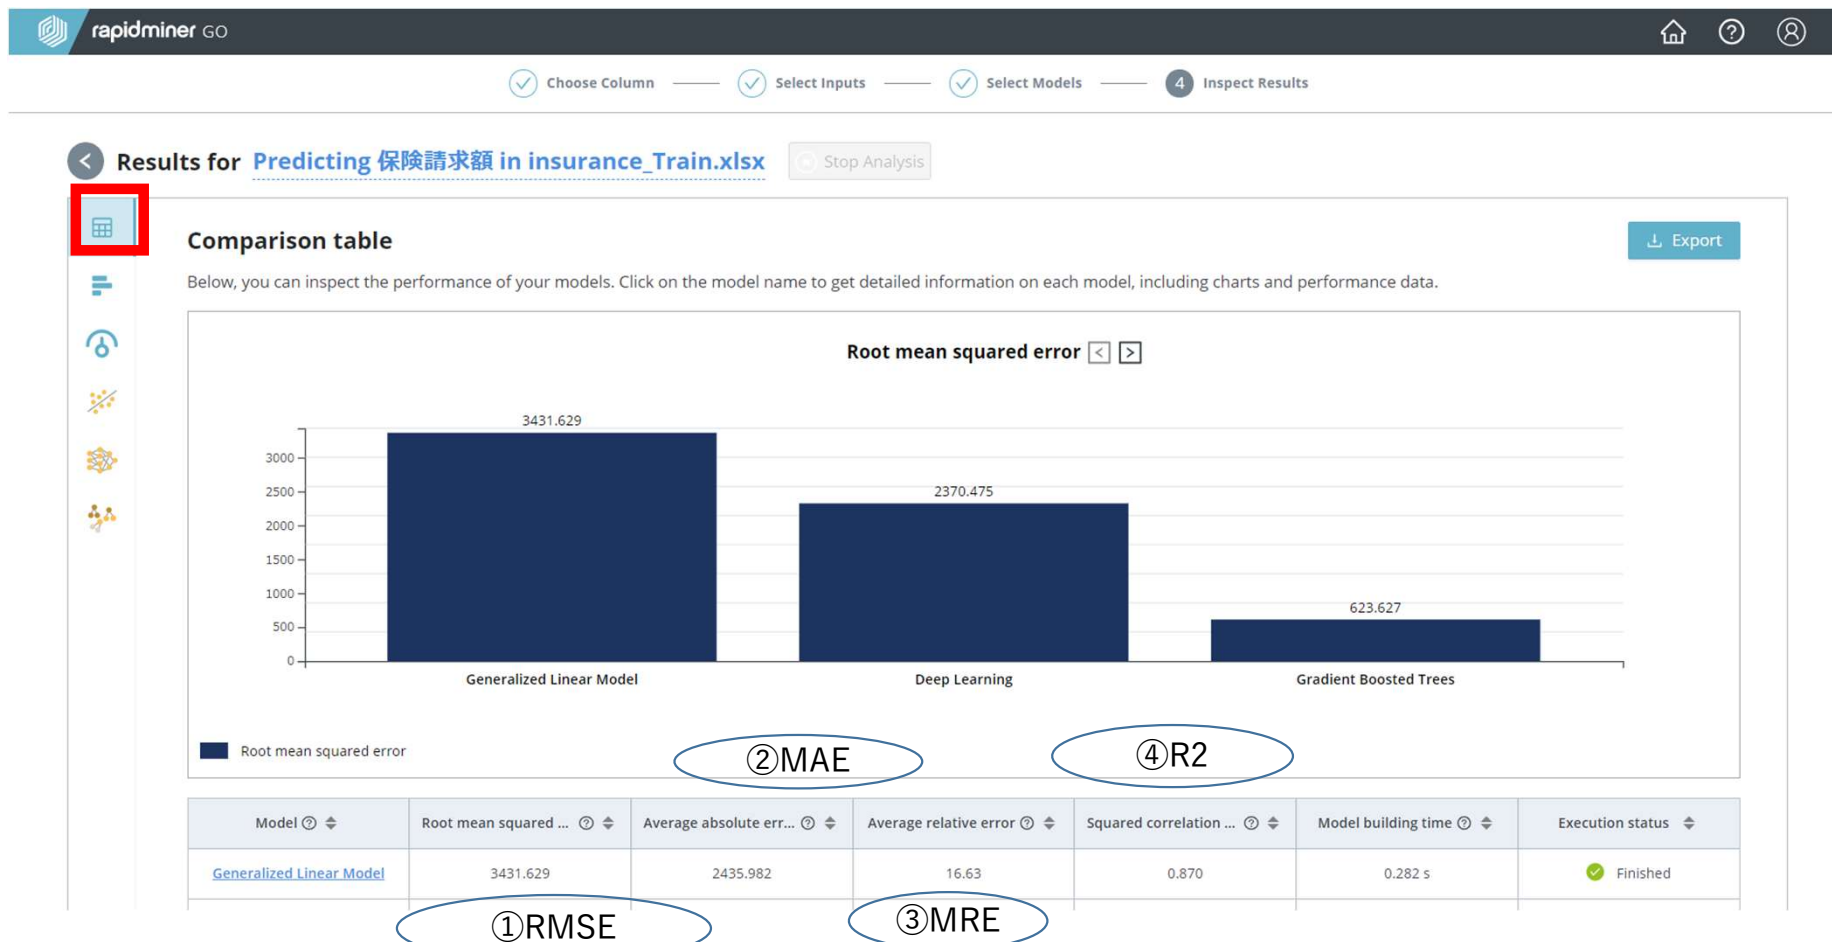 rapidminer GO
Choose Column
Select Inputs
Select Models
4 Inspect Results
Results for Predicting 保険請求額 in insurance_Train.xlsx
Stop Analysis
Comparison table
Export
Below, you can inspect the performance of your models. Click on the model name to get detailed information on each model, including charts and performance data.
Root mean squared error < >
3431.629
2370.475
623.627
3000
2500
2000
1500
1000
500
0
Generalized Linear Model
Deep Learning
Gradient Boosted Trees
Root mean squared error
②MAE
④R2
Model
Root mean squared ...
Average absolute err...
Average relative error
Squared correlation ...
Model building time
Execution status
Generalized Linear Model
3431.629
2435.982
16.63
0.870
0.282 s
Finished
①RMSE
③MRE